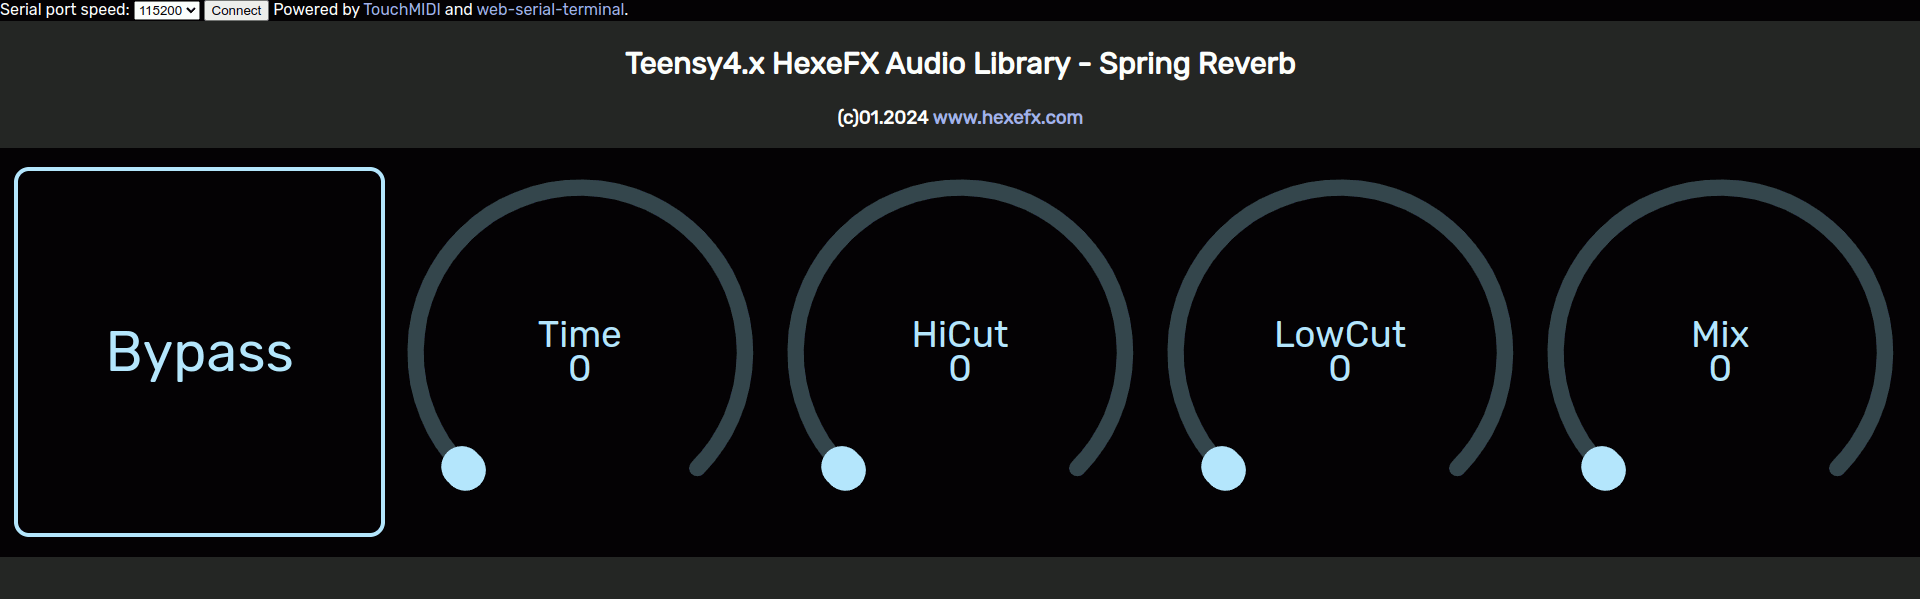 Serial port speed: 115200 Connect Powered by TouchMIDI and web-serial-terminal.
Teensy4.x HexeFX Audio Library - Spring Reverb
(c)01.2024 www.hexefx.com
Bypass
Time
0
HiCut
0
LowCut
0
Mix
0